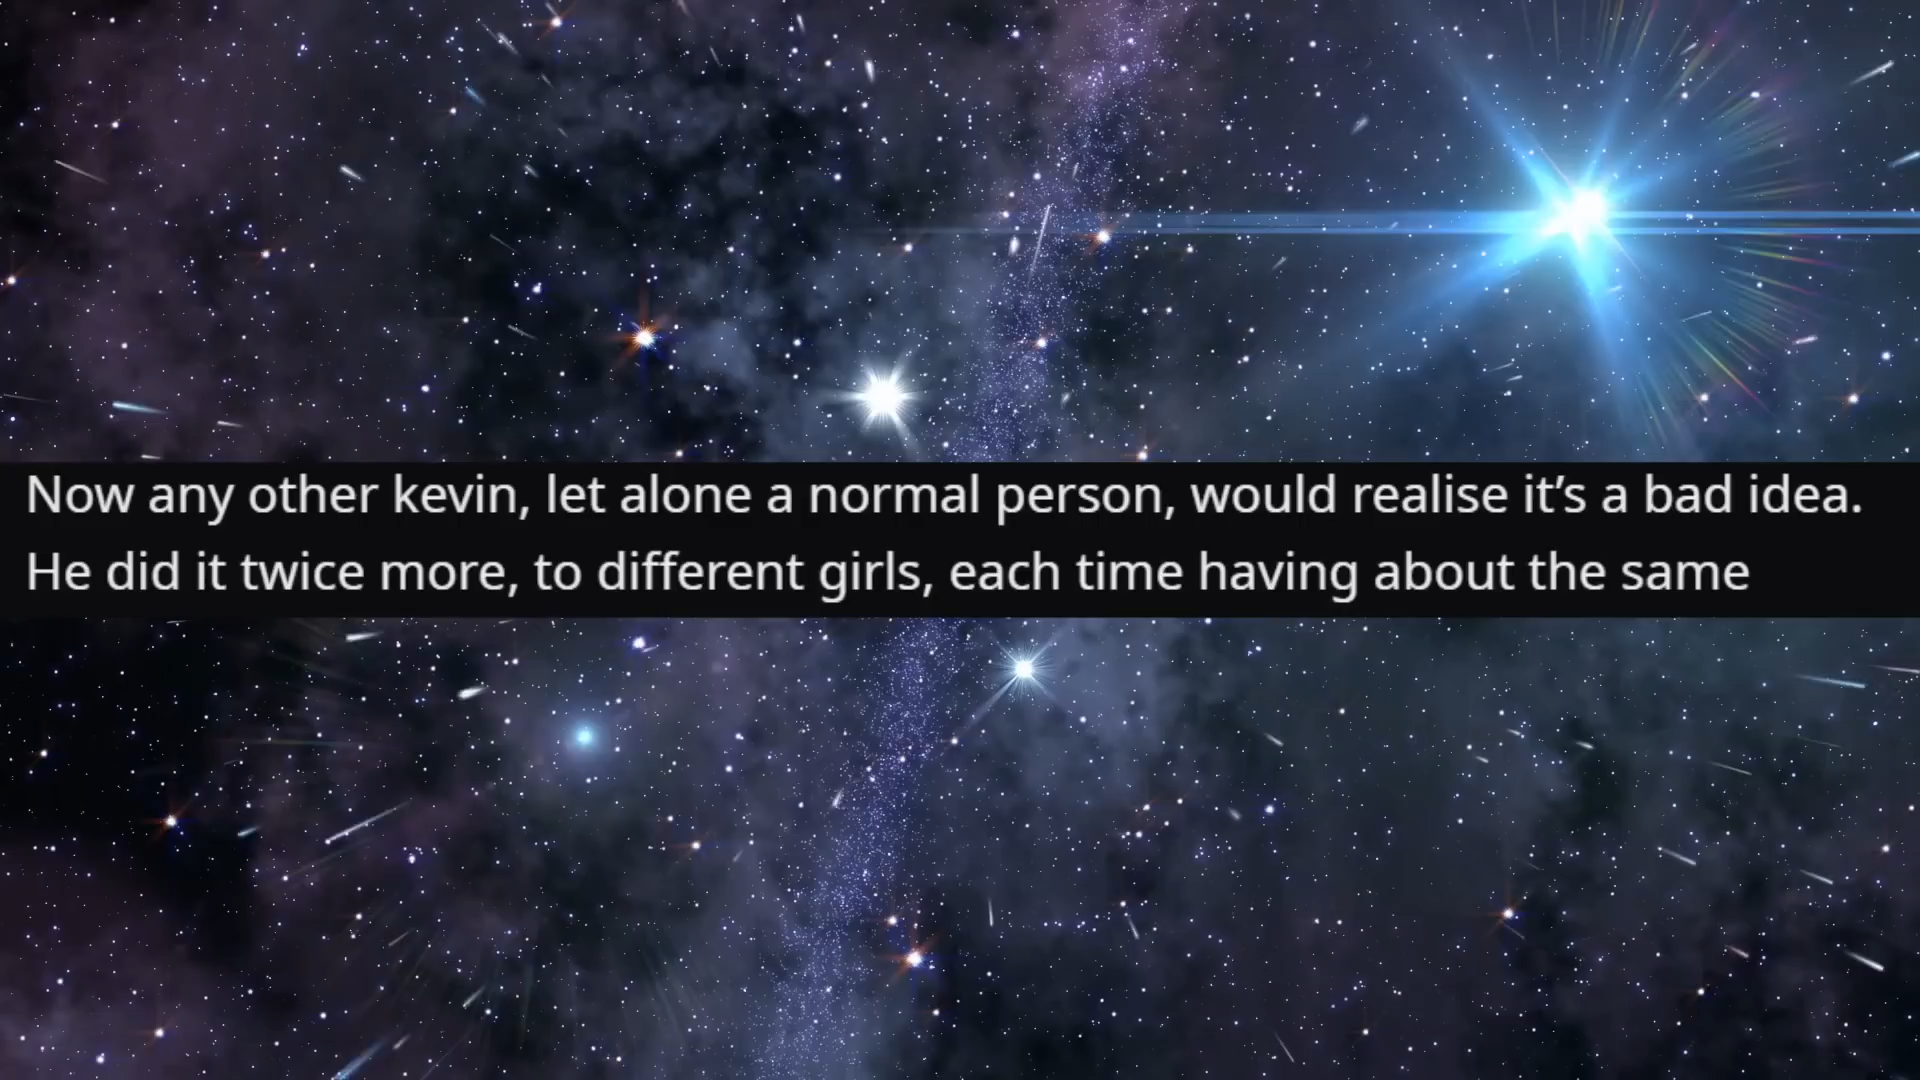 Now any other kevin, let alone a normal person, would realise it’s a bad idea.
He did it twice more, to different girls, each time having about the same